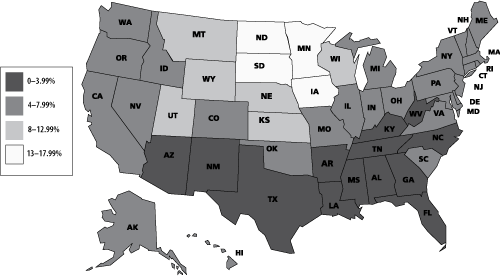 WA
MT
ND
MN
NH
VT
ME
OR
ID
SD
WI
MI
NY
MA
RI
CT
0–3.99%
4–7.99%
8–12.99%
13–17.99%
WY
IA
NE
PA
NJ
CA
NV
UT
CO
KS
IL
IN
OH
WV
VA
DE
MD
MO
KY
NC
AZ
NM
OK
AR
TN
SC
TX
LA
MS
AL
GA
FL
AK
HI